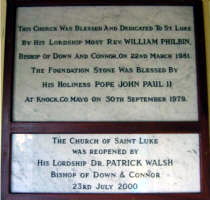 This Church was Blessed and Dedicated to St Luke
By His Lordship Most Rev. WILLIAM PHILBIN,
Bishop of Down and Connor, on 22nd March 1981.
The Foundation Stone was Blessed by
His Holiness Pope JOHN PAUL II
At Knock, Co. Mayo on 30th September 1979.
The Church of Saint Luke
was reopened by
His Lordship Dr. PATRICK WALSH
Bishop of Down & Connor
23rd July 2000